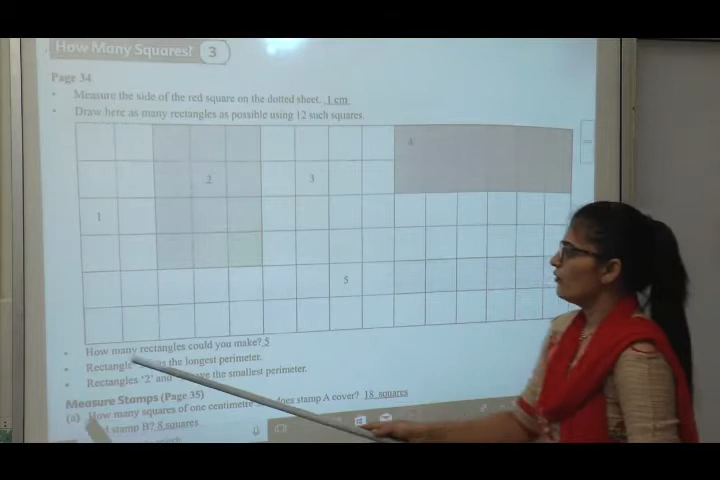 How Many Squares? 3
Page 34
• Measure the side of the red square on the dotted sheet. 1 cm
• Draw here as many rectangles as possible using 12 such squares.
4
2 3
1
5
• How many rectangles could you make? 5
• Rectangle the longest perimeter.
• Rectangles '2' and the smallest perimeter.
Measure Stamps (Page 35)
(a) How many squares of one centimetre does stamp A cover? 18 squares
stamp B? 8 squares